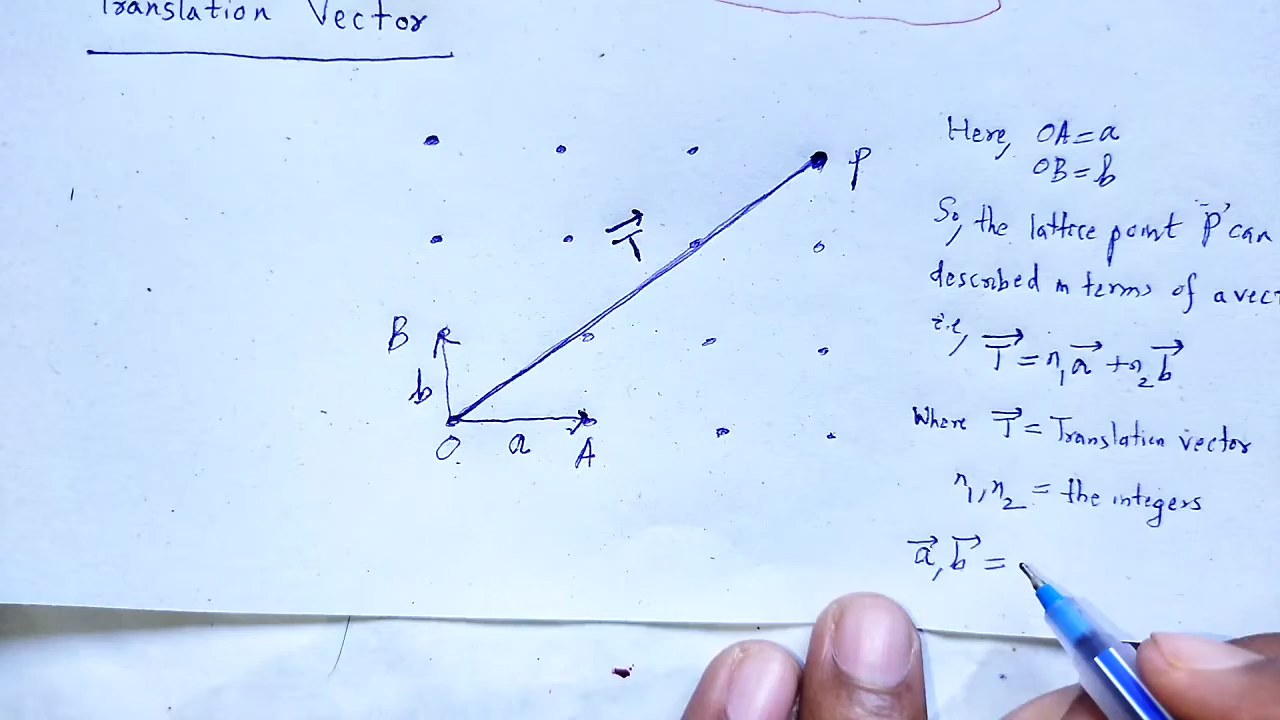 Translation Vector
P
T
B
b
O
a
A
Here, OA=a
OB=b
So, the lattice point 'P' can
described in terms of a vect
i.e, T = n₁a + n₂b
Where T = Translation vector
n₁, n₂ = the integers
a, b =